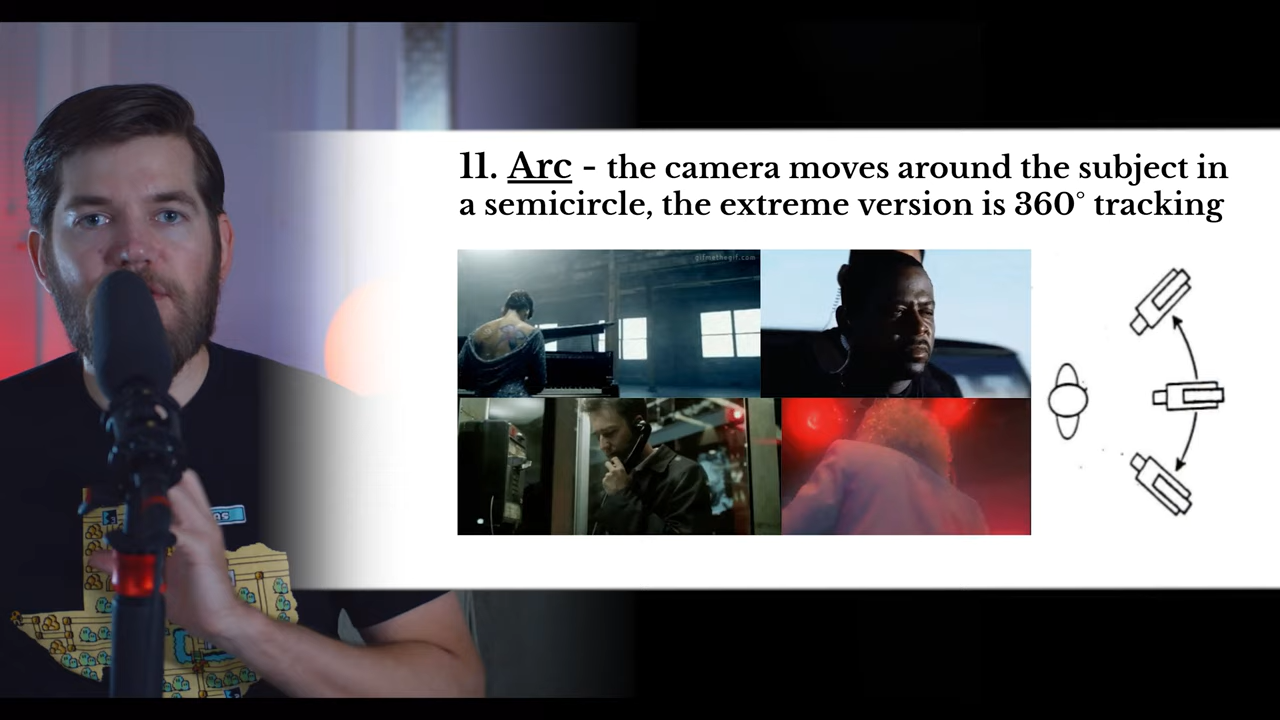 11. Arc - the camera moves around the subject in
a semicircle, the extreme version is 360° tracking
gifmethegif.com